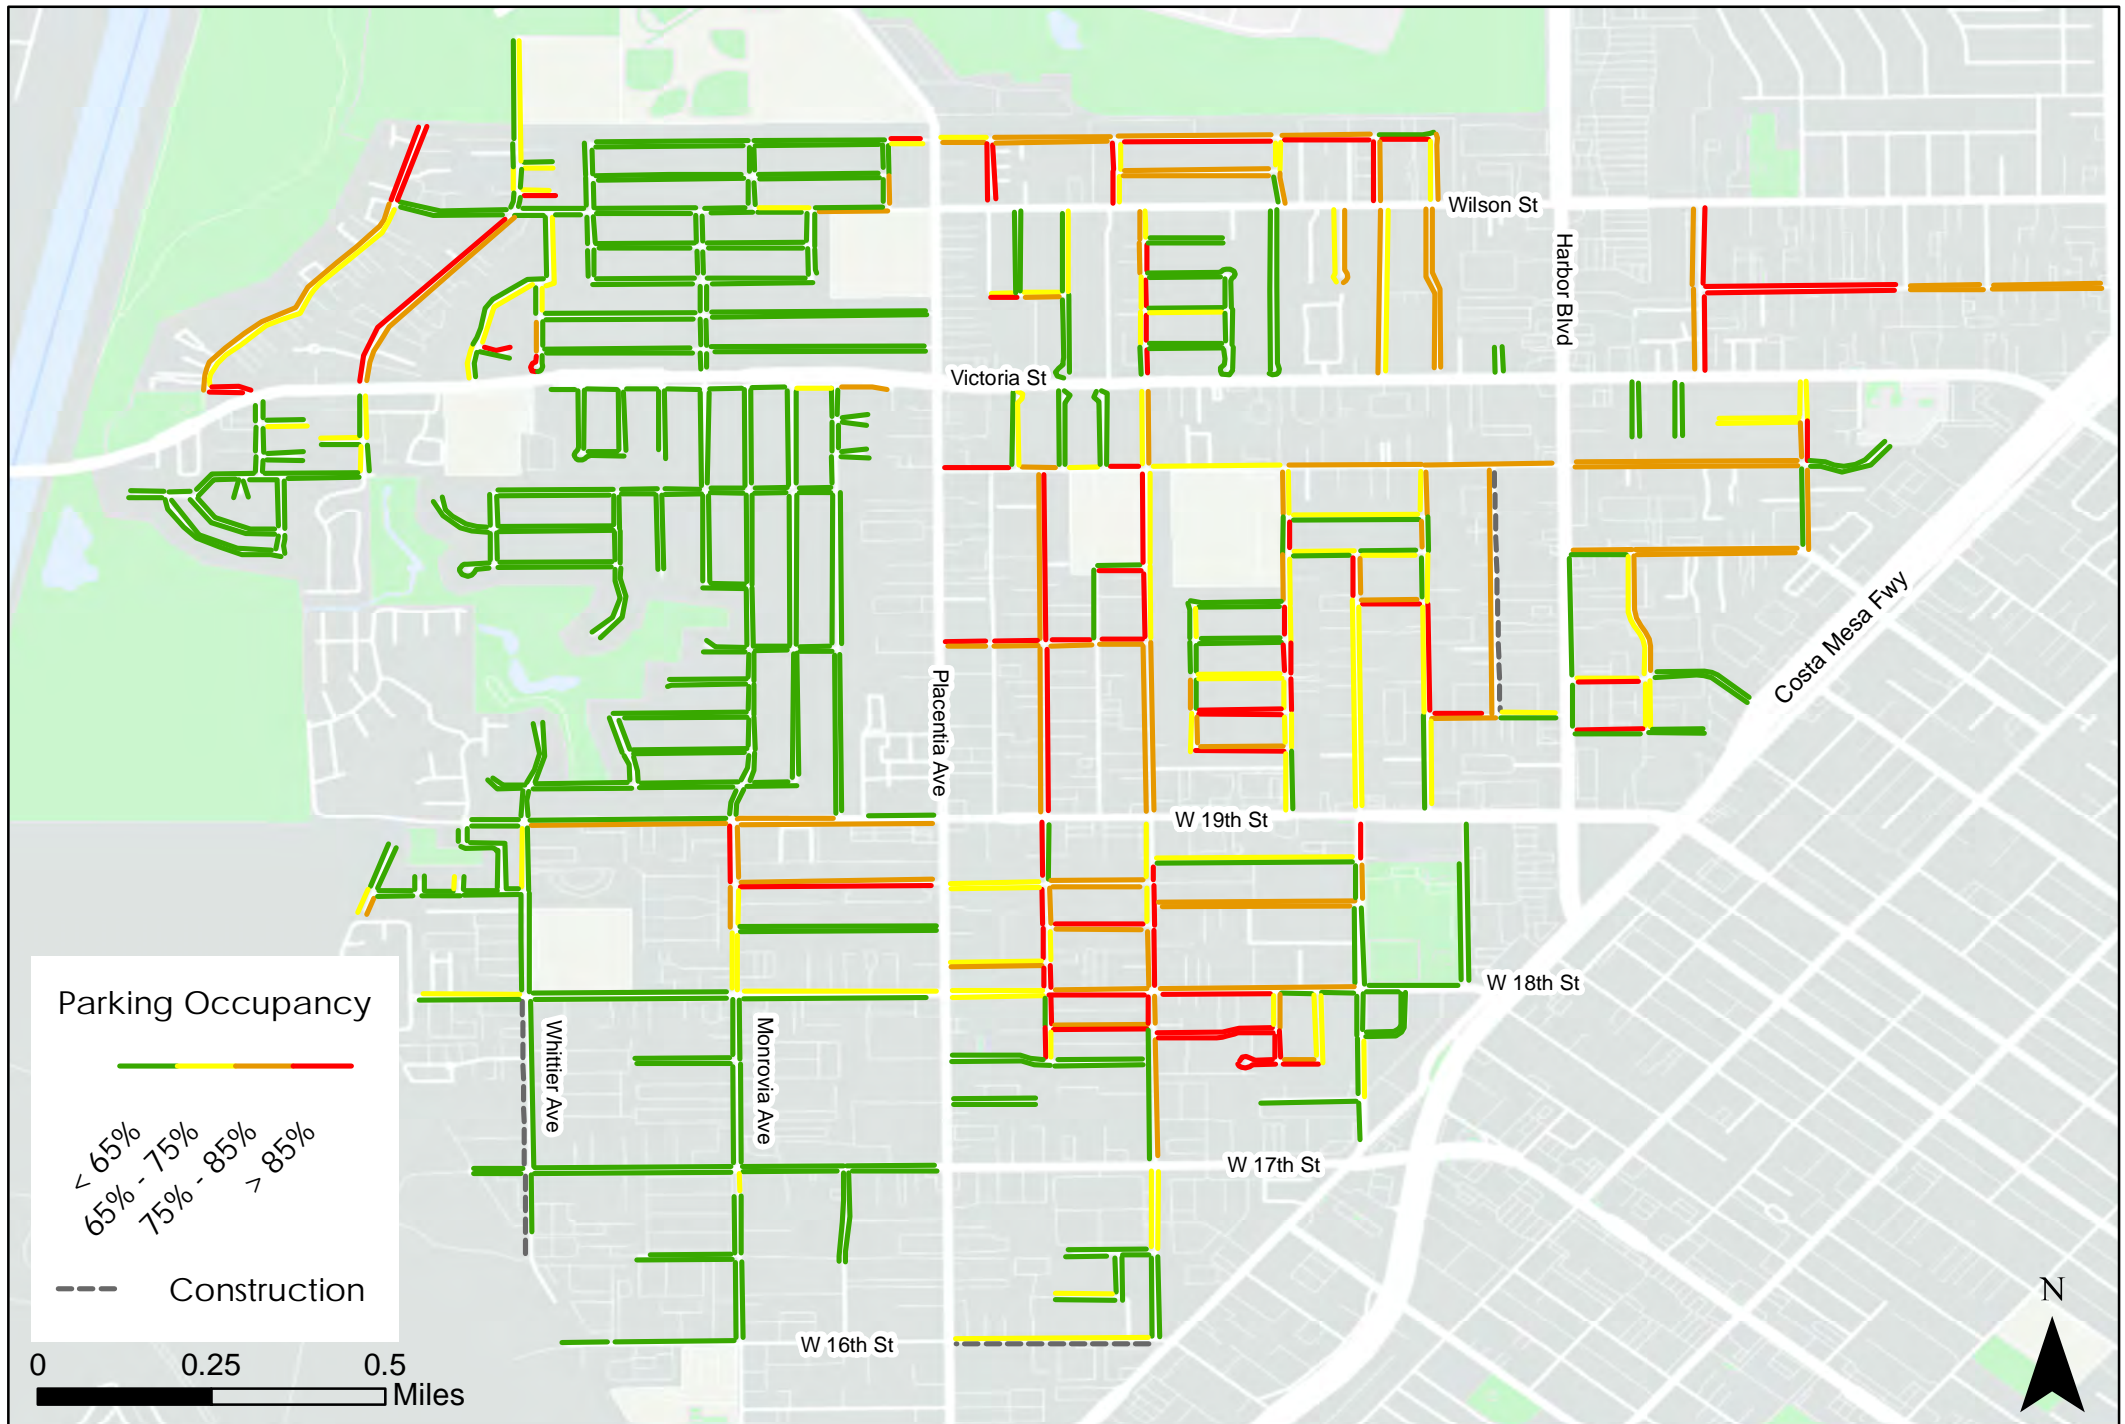 Wilson St
Harbor Blvd
Victoria St
Costa Mesa Fwy
Placentia Ave
W 19th St
W 18th St
Parking Occupancy
< 65%
65% - 75%
75% - 85%
> 85%
Construction
Whittier Ave
Monrovia Ave
W 17th St
W 16th St
N
0 0.25 0.5
Miles